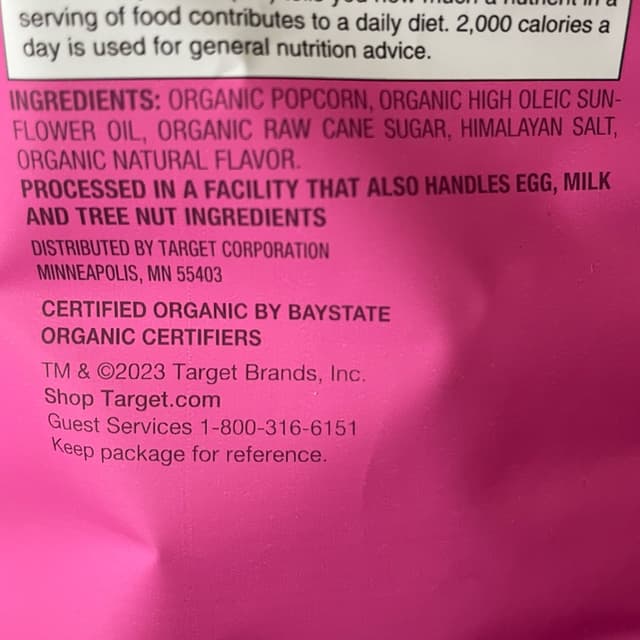 serving of food contributes to a daily diet. 2,000 calories a
day is used for general nutrition advice.
INGREDIENTS: ORGANIC POPCORN, ORGANIC HIGH OLEIC SUN-
FLOWER OIL, ORGANIC RAW CANE SUGAR, HIMALAYAN SALT,
ORGANIC NATURAL FLAVOR.
PROCESSED IN A FACILITY THAT ALSO HANDLES EGG, MILK
AND TREE NUT INGREDIENTS
DISTRIBUTED BY TARGET CORPORATION
MINNEAPOLIS, MN 55403
CERTIFIED ORGANIC BY BAYSTATE
ORGANIC CERTIFIERS
TM & ©2023 Target Brands, Inc.
Shop Target.com
Guest Services 1-800-316-6151
Keep package for reference.